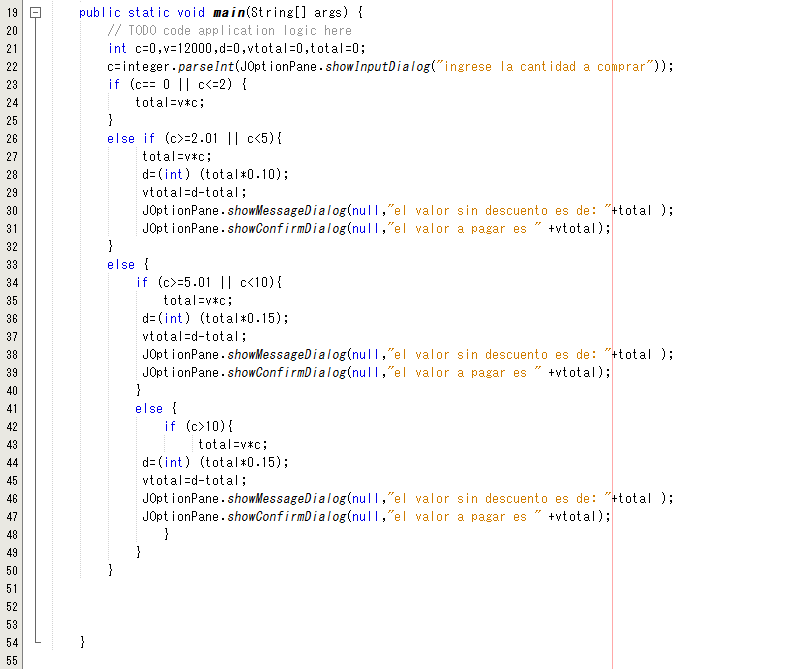 19 public static void main(String[] args) {
20 // TODO code application logic here
21 int c=0,v=12000,d=0,vtotal=0,total=0;
22 c=integer.parseInt(JOptionPane.showInputDialog("ingrese la cantidad a comprar"));
23 if (c== 0 || c<=2) {
24 total=v*c;
25 }
26 else if (c>=2.01 || c<5){
27 total=v*c;
28 d=(int) (total*0.10);
29 vtotal=d-total;
30 JOptionPane.showMessageDialog(null,"el valor sin descuento es de: "+total );
31 JOptionPane.showConfirmDialog(null,"el valor a pagar es " +vtotal);
32 }
33 else {
34 if (c>=5.01 || c<10){
35 total=v*c;
36 d=(int) (total*0.15);
37 vtotal=d-total;
38 JOptionPane.showMessageDialog(null,"el valor sin descuento es de: "+total );
39 JOptionPane.showConfirmDialog(null,"el valor a pagar es " +vtotal);
40 }
41 else {
42 if (c>10){
43 total=v*c;
44 d=(int) (total*0.15);
45 vtotal=d-total;
46 JOptionPane.showMessageDialog(null,"el valor sin descuento es de: "+total );
47 JOptionPane.showConfirmDialog(null,"el valor a pagar es " +vtotal);
48 }
49 }
50 }
51
52
53
54 }
55